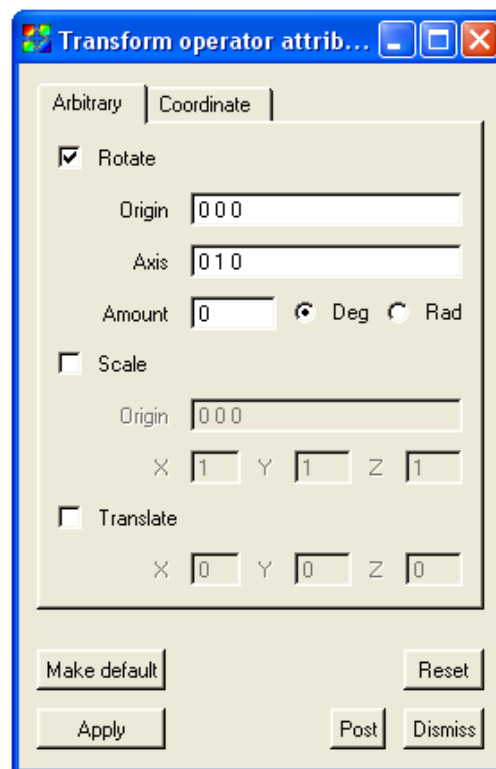 Transform operator attrib...
Arbitrary Coordinate
Rotate
Origin 0 0 0
Axis 0 1 0
Amount 0 Deg Rad
Scale
Origin 0 0 0
X 1 Y 1 Z 1
Translate
X 0 Y 0 Z 0
Make default Reset
Apply Post Dismiss